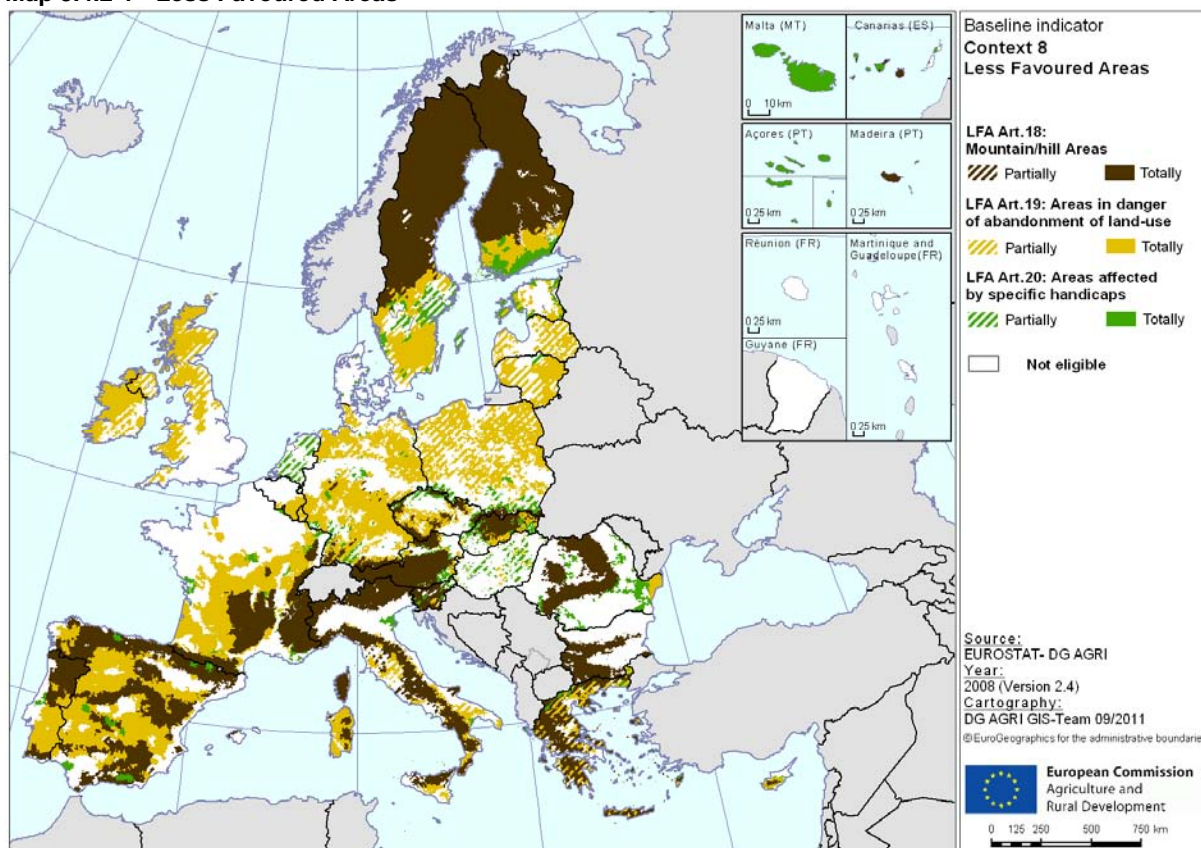 Malta (MT)
0 10 km
Canarias (ES)
Açores (PT)
0 25 km
Madeira (PT)
0 25 km
Réunion (FR)
0 25 km
Martinique and
Guadeloupe (FR)
Guyane (FR)
0 25 km
Baseline indicator
Context 8
Less Favoured Areas
LFA Art.18:
Mountain/hill Areas
Partially Totally
LFA Art.19: Areas in danger
of abandonment of land-use
Partially Totally
LFA Art.20: Areas affected
by specific handicaps
Partially Totally
Not eligible
Source:
EUROSTAT- DG AGRI
Year:
2008 (Version 2.4)
Cartography:
DG AGRI GIS-Team 09/2011
©EuroGeographics for the administrative boundarie
European Commission
Agriculture and
Rural Development
0 125 250 500 750 km